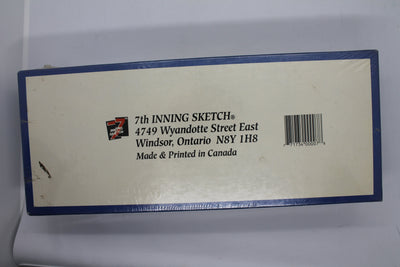 7th INNING SKETCH®
4749 Wyandotte Street East
Windsor, Ontario N8Y 1H8
Made & Printed in Canada